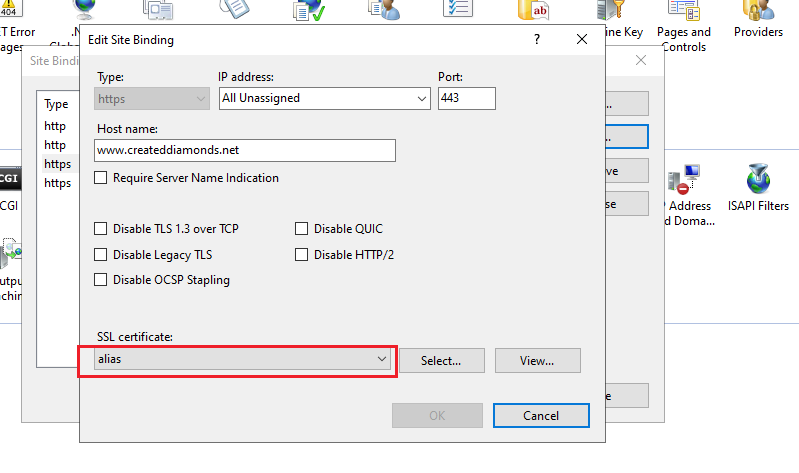 404
T Error
ages
.N
Glob
ab
ine Key
Pages and
Controls
Providers
Site Bindi
Edit Site Binding
?
Type
http
http
https
https
Type:
IP address:
Port:
https
All Unassigned
443
Host name:
www.createddiamonds.net
Require Server Name Indication
Disable TLS 1.3 over TCP
Disable QUIC
Disable Legacy TLS
Disable HTTP/2
Disable OCSP Stapling
SSL certificate:
alias
Select...
View...
OK
Cancel
...
...
ve
se
e
CGI
CGI
P Address
d Doma...
ISAPI Filters
utpu
achin